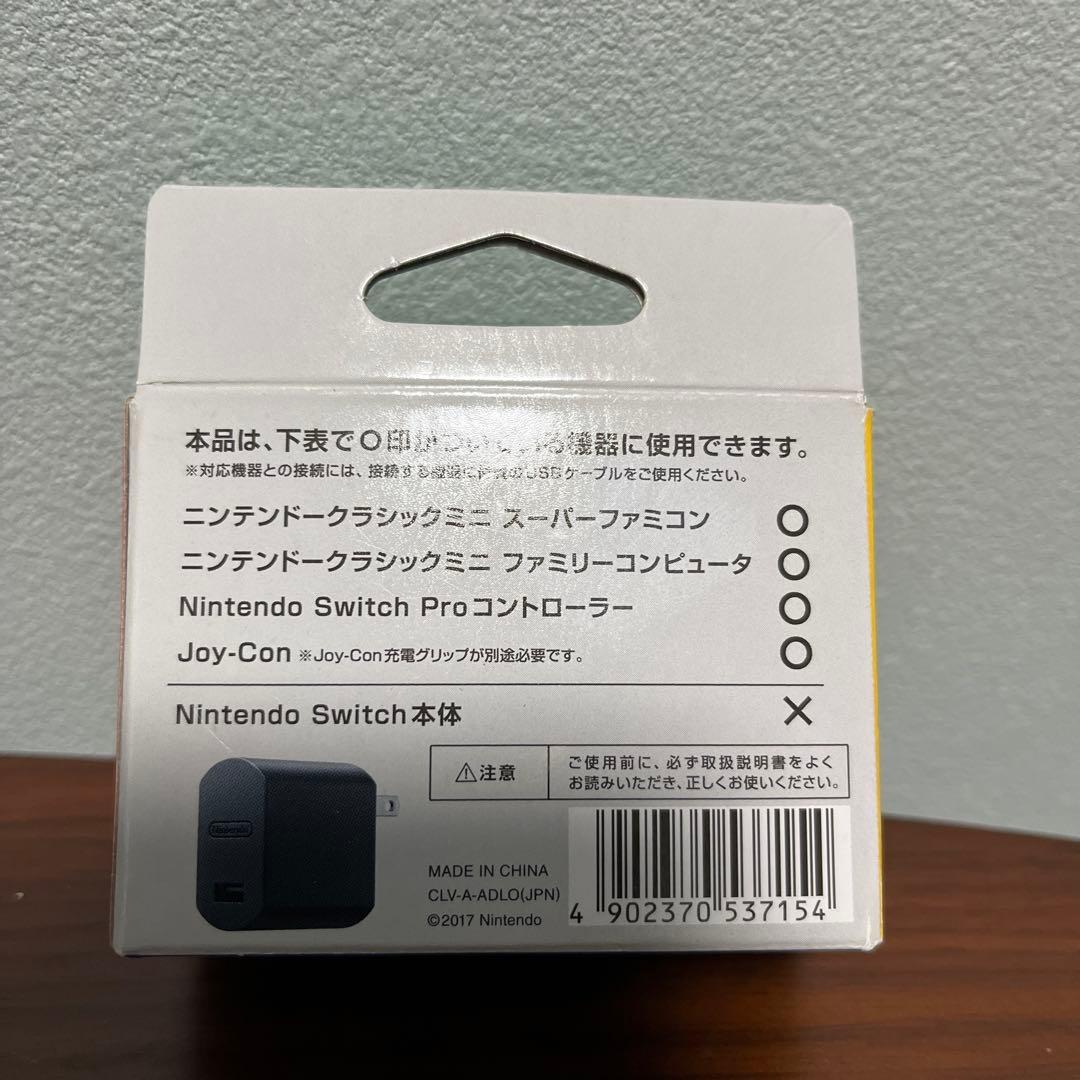 本品は、下表で○印がついている機器に使用できます。
※対応機器との接続には、接続する機器に付属のUSBケーブルをご使用ください。
ニンテンドークラシックミニ スーパーファミコン ○
ニンテンドークラシックミニ ファミリーコンピュータ ○
Nintendo Switch Proコントローラー ○
Joy-Con ※Joy-Con充電グリップが別途必要です。 ○
Nintendo Switch本体 ×
⚠注意
ご使用前に、必ず取扱説明書をよく
お読みいただき、正しくお使いください。
Nintendo
MADE IN CHINA
CLV-A-ADLO(JPN)
©2017 Nintendo
4 902370 537154